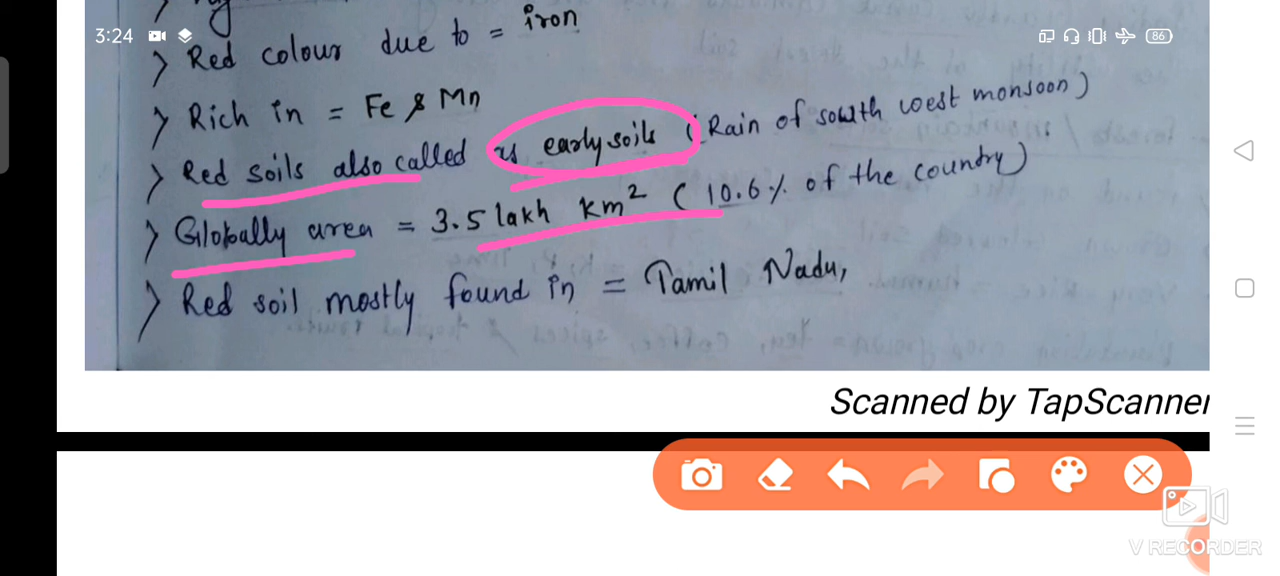 3:24 86
> Red colour due to = iron
> Rich in = Fe & Mn
> Red soils also called as early soils (Rain of south west monsoon)
> Globally area = 3.5 lakh km² (10.6% of the country)
> Red soil mostly found in = Tamil Nadu,
Scanned by TapScanner
V RECORDER